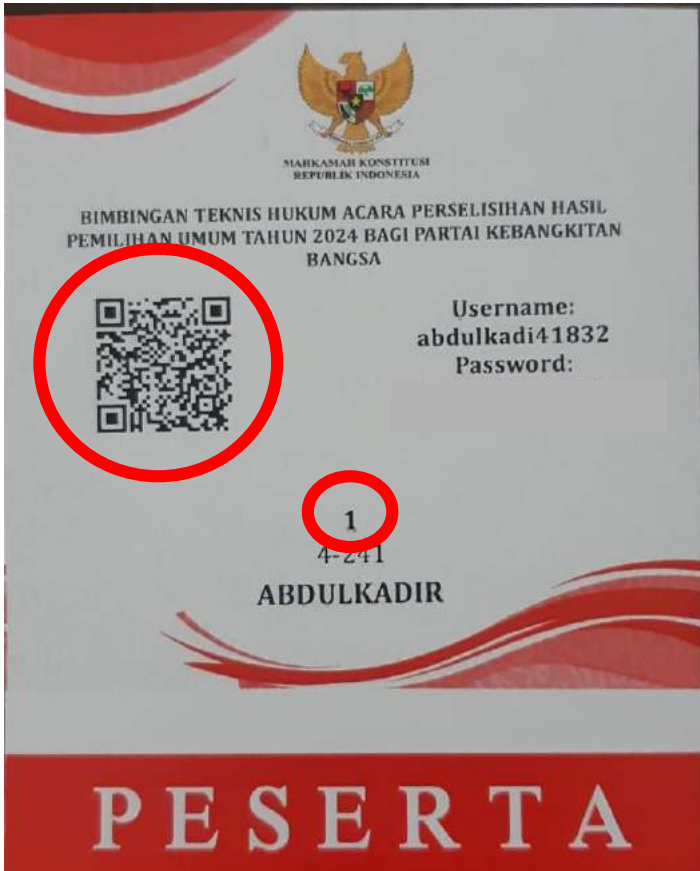 MAHKAMAH KONSTITUSI
REPUBLIK INDONESIA
BIMBINGAN TEKNIS HUKUM ACARA PERSELISIHAN HASIL
PEMILIHAN UMUM TAHUN 2024 BAGI PARTAI KEBANGKITAN
BANGSA
Username:
abdulkadi41832
Password:
1
4-241
ABDULKADIR
PESERTA